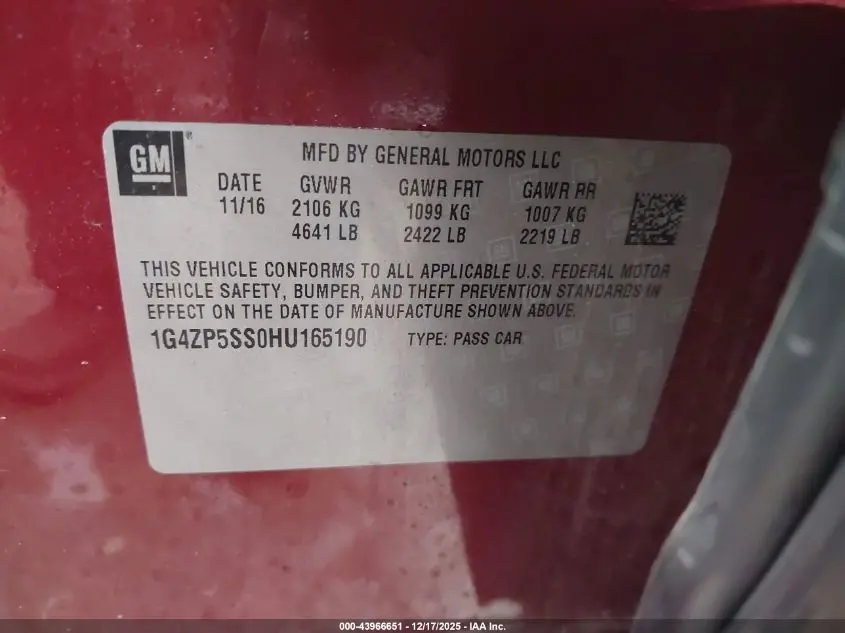 GM®
MFD BY GENERAL MOTORS LLC
DATE GVWR GAWR FRT GAWR RR
11/16 2106 KG 1099 KG 1007 KG
4641 LB 2422 LB 2219 LB
THIS VEHICLE CONFORMS TO ALL APPLICABLE U.S. FEDERAL MOTOR
VEHICLE SAFETY, BUMPER, AND THEFT PREVENTION STANDARDS IN
EFFECT ON THE DATE OF MANUFACTURE SHOWN ABOVE.
1G4ZP5SS0HU165190 TYPE: PASS CAR
000-43966651 - 12/17/2025 - IAA Inc.